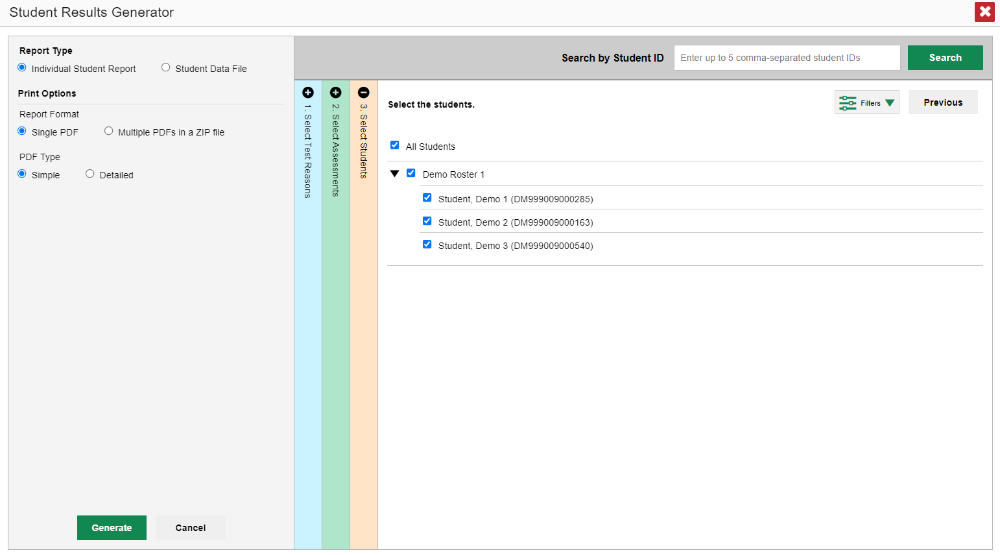 Student Results Generator
Report Type
Individual Student Report
Student Data File
Print Options
Report Format
Single PDF
Multiple PDFs in a ZIP file
PDF Type
Simple
Detailed
Generate
Cancel
Search by Student ID
Enter up to 5 comma-separated student IDs
Search
1. Select Test Reasons
2. Select Assessments
3. Select Students
Select the students.
Filters
Previous
All Students
Demo Roster 1
Student, Demo 1 (DM999009000285)
Student, Demo 2 (DM999009000163)
Student, Demo 3 (DM999009000540)